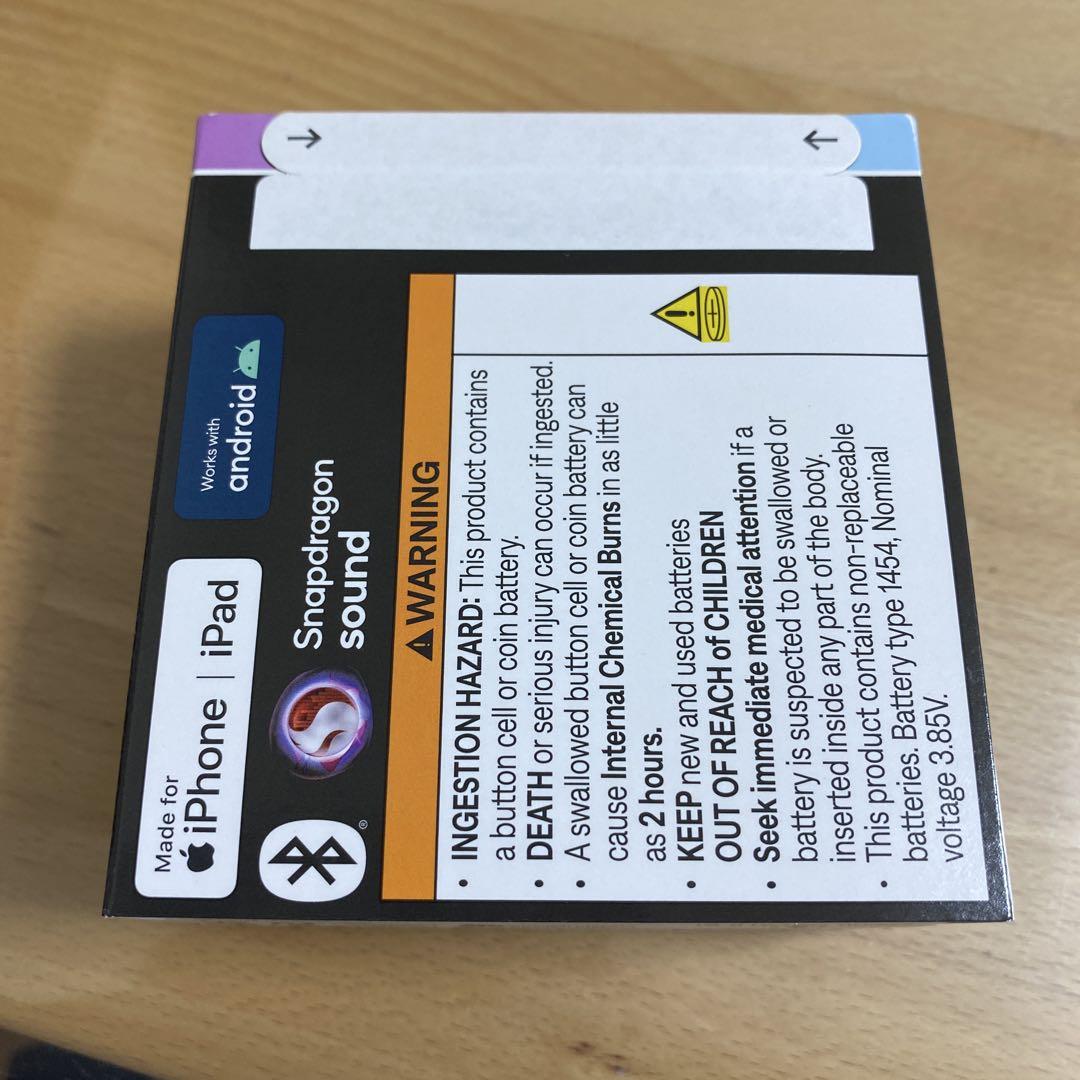 Made for
iPhone | iPad
Works with
android
®
Snapdragon
sound
WARNING
• INGESTION HAZARD: This product contains
a button cell or coin battery.
• DEATH or serious injury can occur if ingested.
• A swallowed button cell or coin battery can
cause Internal Chemical Burns in as little
as 2 hours.
• KEEP new and used batteries
OUT OF REACH of CHILDREN
• Seek immediate medical attention if a
battery is suspected to be swallowed or
inserted inside any part of the body.
• This product contains non-replaceable
batteries. Battery type 1454, Nominal
voltage 3.85V.